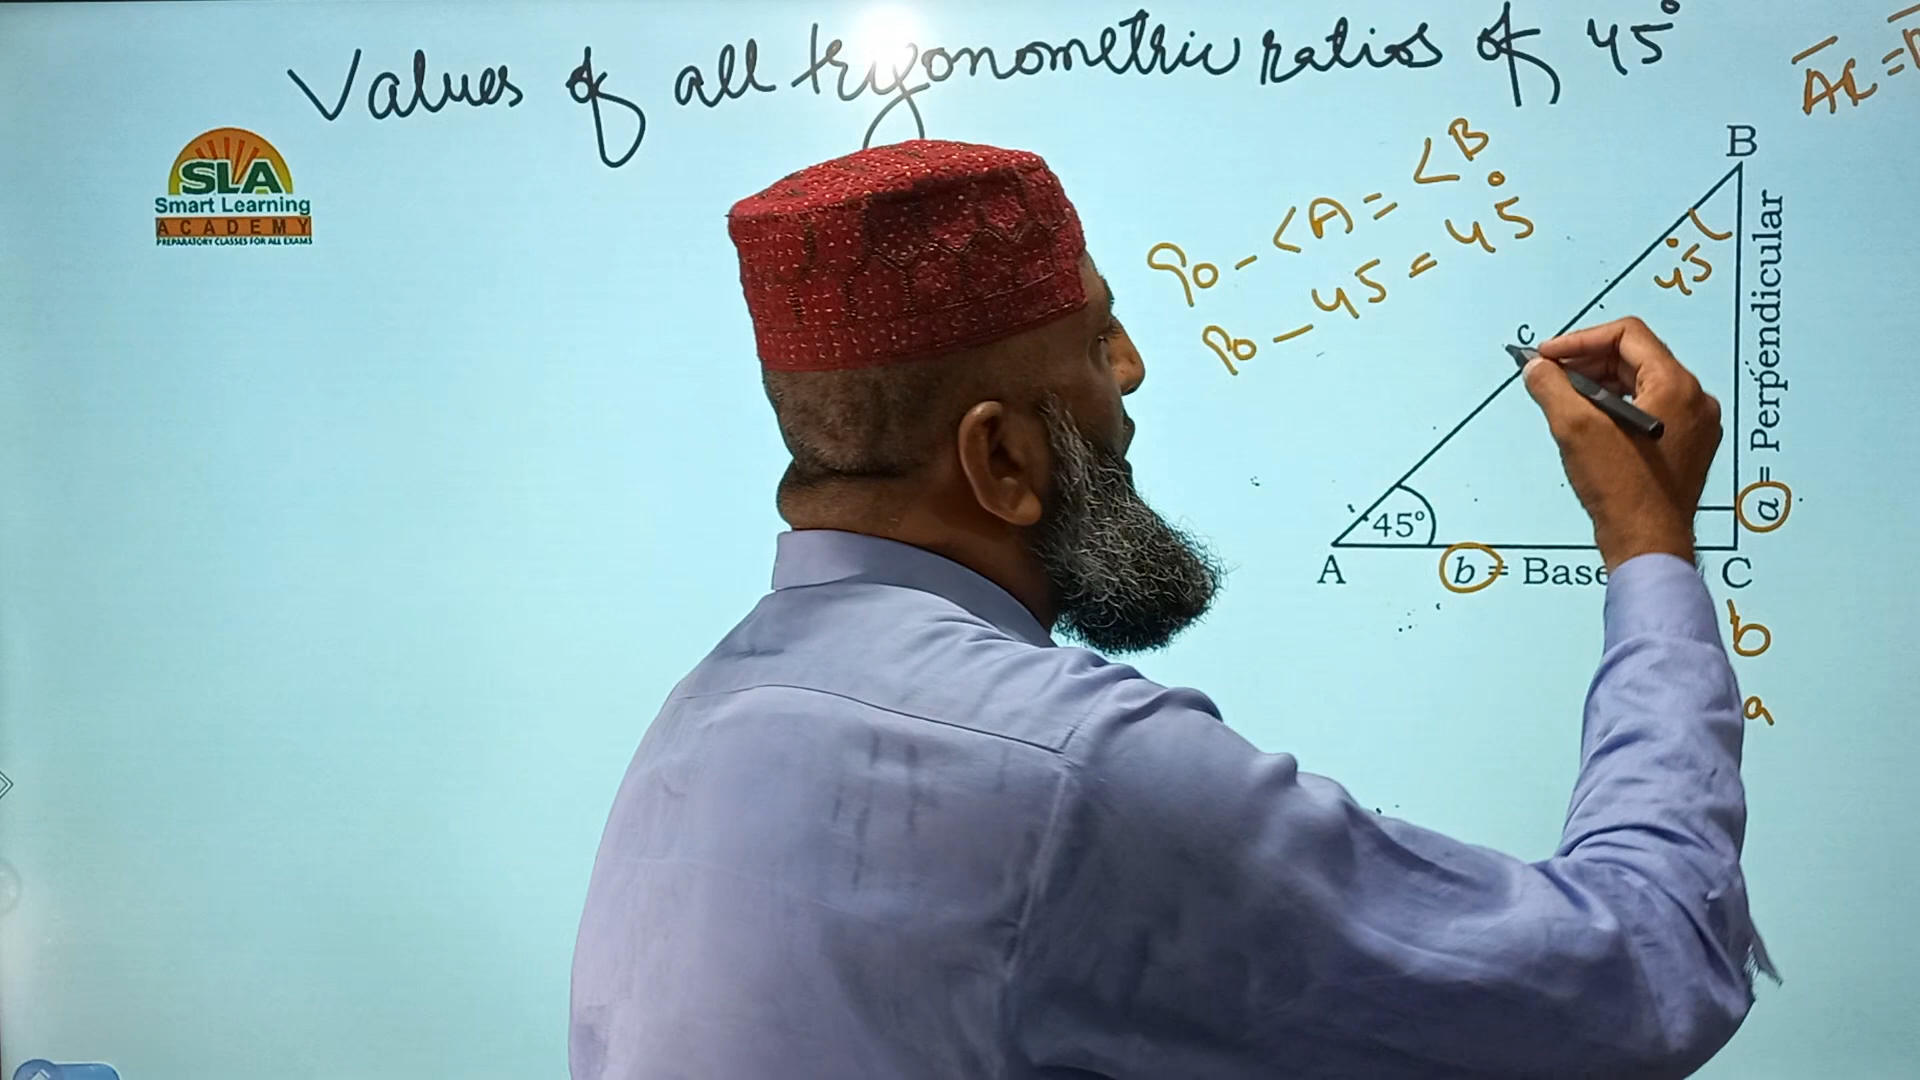 Values of all trigonometric ratios of 45°
SLA
Smart Learning
ACADEMY
PREPARATORY CLASSES FOR ALL EXAMS
90 - <A = <B
90 - 45 = 45°
B
45°
c
a = Perpendicular
45°
A
b = Base
C
b
a